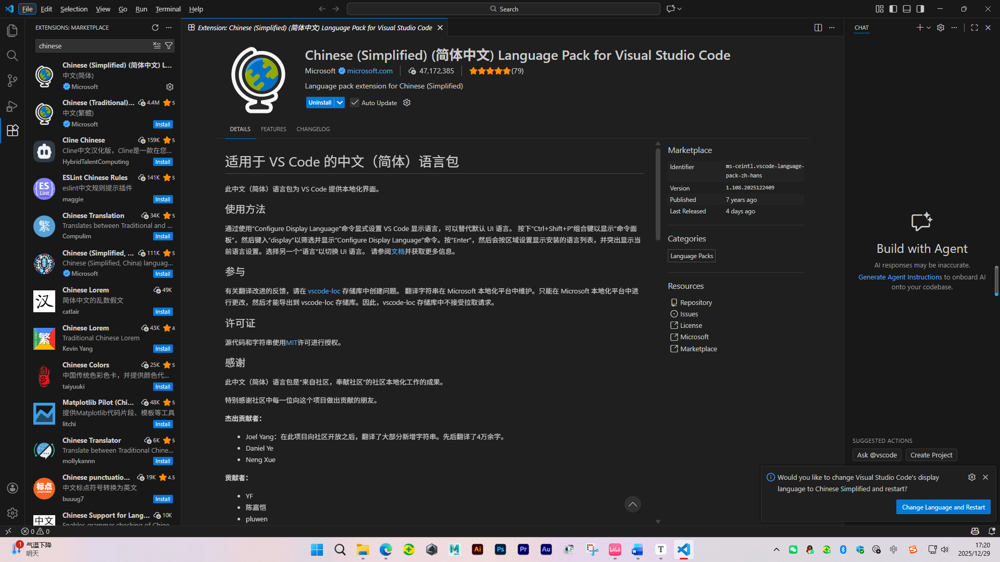 File Edit Selection View Go Run Terminal Help
Search
EXTENSIONS: MARKETPLACE
chinese
Chinese (Simplified) (简体中文) L...
中文(简体)
Microsoft
Chinese (Traditional)... 4.4M 5
中文(繁體)
Microsoft Install
Cline Chinese 159K 5
Cline中文汉化版，Cline是一款在您...
HybridTalentComputing Install
ESLint Chinese Rules 141K 5
eslint中文规则提示插件
maggie Install
Chinese Translation 34K 5
Translates between Traditional and ...
Compulim Install
Chinese (Simplified, ... 111K 5
Chinese (Simplified, China) languag...
Microsoft Install
Chinese Lorem 49K
简体中文的乱数假文
catlair Install
Chinese Lorem 43K 4
Traditional Chinese Lorem
Kevin Yang Install
Chinese Colors 25K 5
中国传统色彩色卡，并提供颜色代...
taiyuuki Install
Matplotlib Pilot (Chi... 48K 5
提供Matplotlib代码片段、模板等工具
litchi Install
Chinese Translator 6K 5
Translate between Traditional Chine...
mollykannn Install
Chinese punctuatio... 19K 4.5
中文标点符号转换为英文
buuug7 Install
Chinese Support for Lang... 10K
Enables grammar checking of Chine...
ES
Lint
繁
汉
繁
国色
标点
中文
Extension: Chinese (Simplified) (简体中文) Language Pack for Visual Studio Code
Chinese (Simplified) (简体中文) Language Pack for Visual Studio Code
Microsoft microsoft.com 47,172,385 (79)
Language pack extension for Chinese (Simplified)
Uninstall Auto Update
DETAILS FEATURES CHANGELOG
适用于 VS Code 的中文（简体）语言包
此中文（简体）语言包为 VS Code 提供本地化界面。
使用方法
通过使用“Configure Display Language”命令显式设置 VS Code 显示语言，可以替代默认 UI 语言。 按下“Ctrl+Shift+P”组合键以显示“命令面
板”，然后键入“display”以筛选并显示“Configure Display Language”命令。按“Enter”，然后会按区域设置显示安装的语言列表，并突出显示当
前语言设置。选择另一个“语言”以切换 UI 语言。 请参阅文档并获取更多信息。
参与
有关翻译改进的反馈，请在 vscode-loc 存储库中创建问题。 翻译字符串在 Microsoft 本地化平台中维护。只能在 Microsoft 本地化平台中进
行更改，然后才能导出到 vscode-loc 存储库。因此，vscode-loc 存储库中不接受拉取请求。
许可证
源代码和字符串使用MIT许可进行授权。
感谢
此中文（简体）语言包是“来自社区，奉献社区”的社区本地化工作的成果。
特别感谢社区中每一位向这个项目做出贡献的朋友。
杰出贡献者：
Joel Yang：在此项目向社区开放之后，翻译了大部分新增字符串。先后翻译了4万余字。
Daniel Ye
Neng Xue
贡献者：
YF
陈嘉恺
pluwen
Marketplace
Identifier ms-ceintl.vscode-language-
pack-zh-hans
Version 1.108.2025122409
Published 7 years ago
Last Released 4 days ago
Categories
Language Packs
Resources
Repository
Issues
License
Microsoft
Marketplace
CHAT
Build with Agent
AI responses may be inaccurate.
Generate Agent Instructions to onboard AI
onto your codebase.
SUGGESTED ACTIONS
Ask @vscode Create Project
Would you like to change Visual Studio Code's display
language to Chinese Simplified and restart?
Change Language and Restart
0 0
1 气温下降
明天
Ai Ps Pr Au
T
中
17:20
2025/12/29